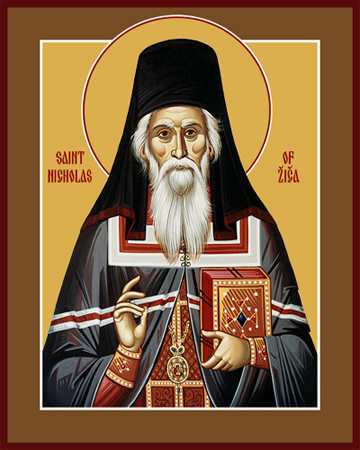 SAINT
NICHOLAS
OF
ŽIČA